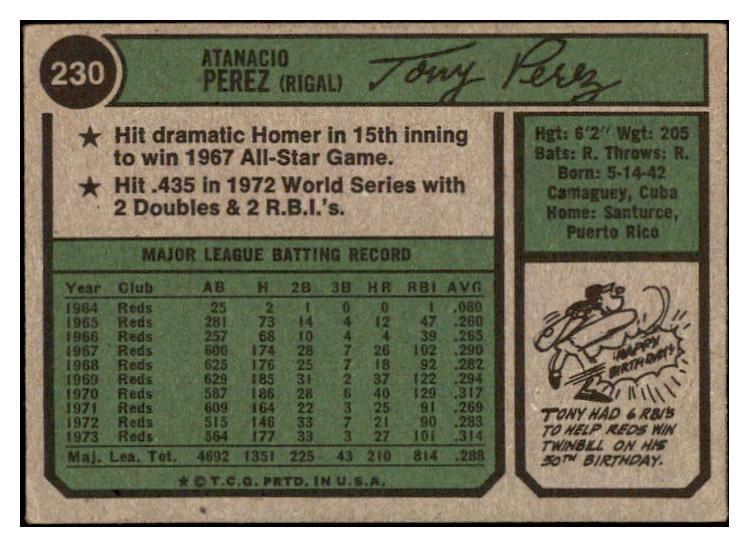 230
ATANACIO
PEREZ (RIGAL)
Tony Perez
★ Hit dramatic Homer in 15th inning
to win 1967 All-Star Game.
★ Hit .435 in 1972 World Series with
2 Doubles & 2 R.B.I.'s.
Hgt: 6'2" Wgt: 205
Bats: R. Throws: R.
Born: 5-14-42
Camaguey, Cuba
Home: Santurce,
Puerto Rico
MAJOR LEAGUE BATTING RECORD
Year Club AB H 2B 3B HR RBI AVG
1964 Reds 25 2 1 0 0 1 .080
1965 Reds 281 73 14 4 12 47 .260
1966 Reds 257 68 10 4 4 39 .265
1967 Reds 600 174 28 7 26 102 .290
1968 Reds 625 176 25 7 18 92 .282
1969 Reds 629 185 31 2 37 122 .294
1970 Reds 587 186 28 6 40 129 .317
1971 Reds 609 164 22 3 25 91 .269
1972 Reds 515 146 33 7 21 90 .283
1973 Reds 564 177 33 3 27 101 .314
Maj. Lea. Tot. 4692 1351 225 43 210 814 .288
★ © T.C.G. PRTD. IN U.S.A.
HAPPY
BIRTHDAY!
TONY HAD 6 RBI'S
TO HELP REDS WIN
TWINBILL ON HIS
30TH BIRTHDAY.